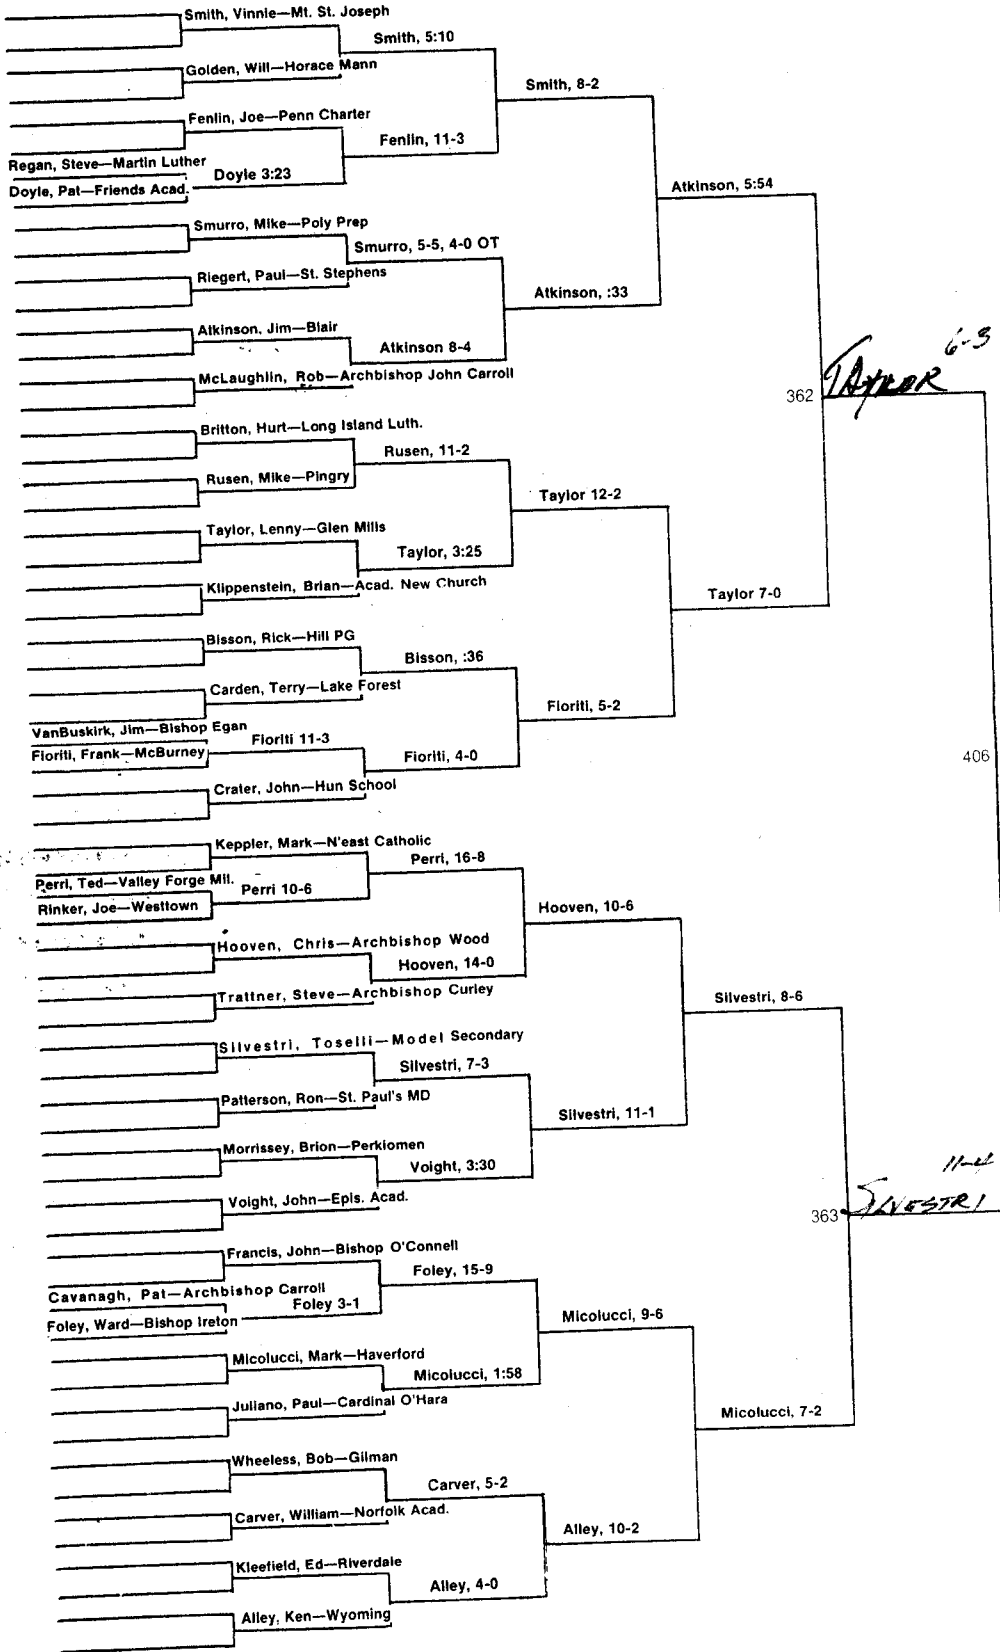 Smith, Vinnie—Mt. St. Joseph
Smith, 5:10
Golden, Will—Horace Mann
Smith, 8-2
Fenlin, Joe—Penn Charter
Fenlin, 11-3
Regan, Steve—Martin Luther
Doyle 3:23
Doyle, Pat—Friends Acad.
Atkinson, 5:54
Smurro, Mike—Poly Prep
Smurro, 5-5, 4-0 OT
Riegert, Paul—St. Stephens
Atkinson, :33
Atkinson, Jim—Blair
Atkinson 8-4
McLaughlin, Rob—Archbishop John Carroll
362 TAYLOR 6-3
Britton, Hurt—Long Island Luth.
Rusen, 11-2
Rusen, Mike—Pingry
Taylor 12-2
Taylor, Lenny—Glen Mills
Taylor, 3:25
Klippenstein, Brian—Acad. New Church
Taylor 7-0
Bisson, Rick—Hill PG
Bisson, :36
Carden, Terry—Lake Forest
Fioriti, 5-2
VanBuskirk, Jim—Bishop Egan
Fioriti 11-3
Fioriti, Frank—McBurney
Fioriti, 4-0
406
Crater, John—Hun School
Keppler, Mark—N'east Catholic
Perri, 16-8
Perri, Ted—Valley Forge Mil.
Perri 10-6
Rinker, Joe—Westtown
Hooven, 10-6
Hooven, Chris—Archbishop Wood
Hooven, 14-0
Trattner, Steve—Archbishop Curley
Silvestri, 8-6
Silvestri, Toselli—Model Secondary
Silvestri, 7-3
Patterson, Ron—St. Paul's MD
Silvestri, 11-1
Morrissey, Brion—Perkiomen
Voight, 3:30
Voight, John—Epis. Acad.
363 SILVESTRI 11-4
Francis, John—Bishop O'Connell
Foley, 15-9
Cavanagh, Pat—Archbishop Carroll
Foley 3-1
Foley, Ward—Bishop Ireton
Micolucci, 9-6
Micolucci, Mark—Haverford
Micolucci, 1:58
Juliano, Paul—Cardinal O'Hara
Micolucci, 7-2
Wheeless, Bob—Gilman
Carver, 5-2
Carver, William—Norfolk Acad.
Alley, 10-2
Kleefield, Ed—Riverdale
Alley, 4-0
Alley, Ken—Wyoming